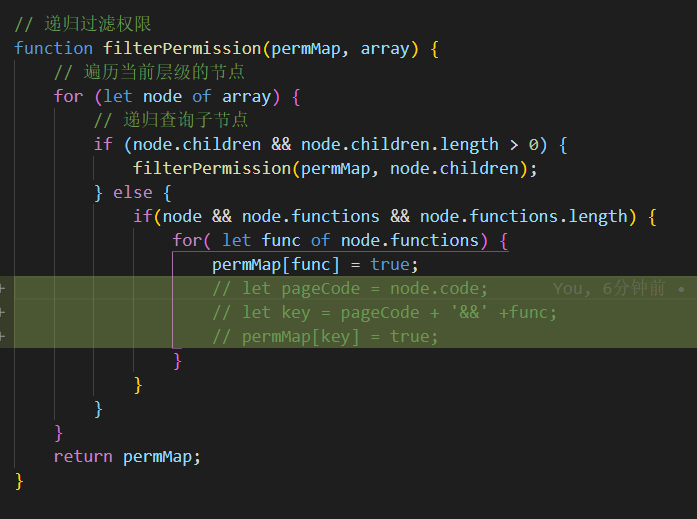 // 递归过滤权限
function filterPermission(permMap, array) {
// 遍历当前层级的节点
for (let node of array) {
// 递归查询子节点
if (node.children && node.children.length > 0) {
filterPermission(permMap, node.children);
} else {
if(node && node.functions && node.functions.length) {
for( let func of node.functions) {
permMap[func] = true;
+ // let pageCode = node.code; You, 6分钟前 •
+ // let key = pageCode + '&&' +func;
+ // permMap[key] = true;
}
}
}
}
return permMap;
}